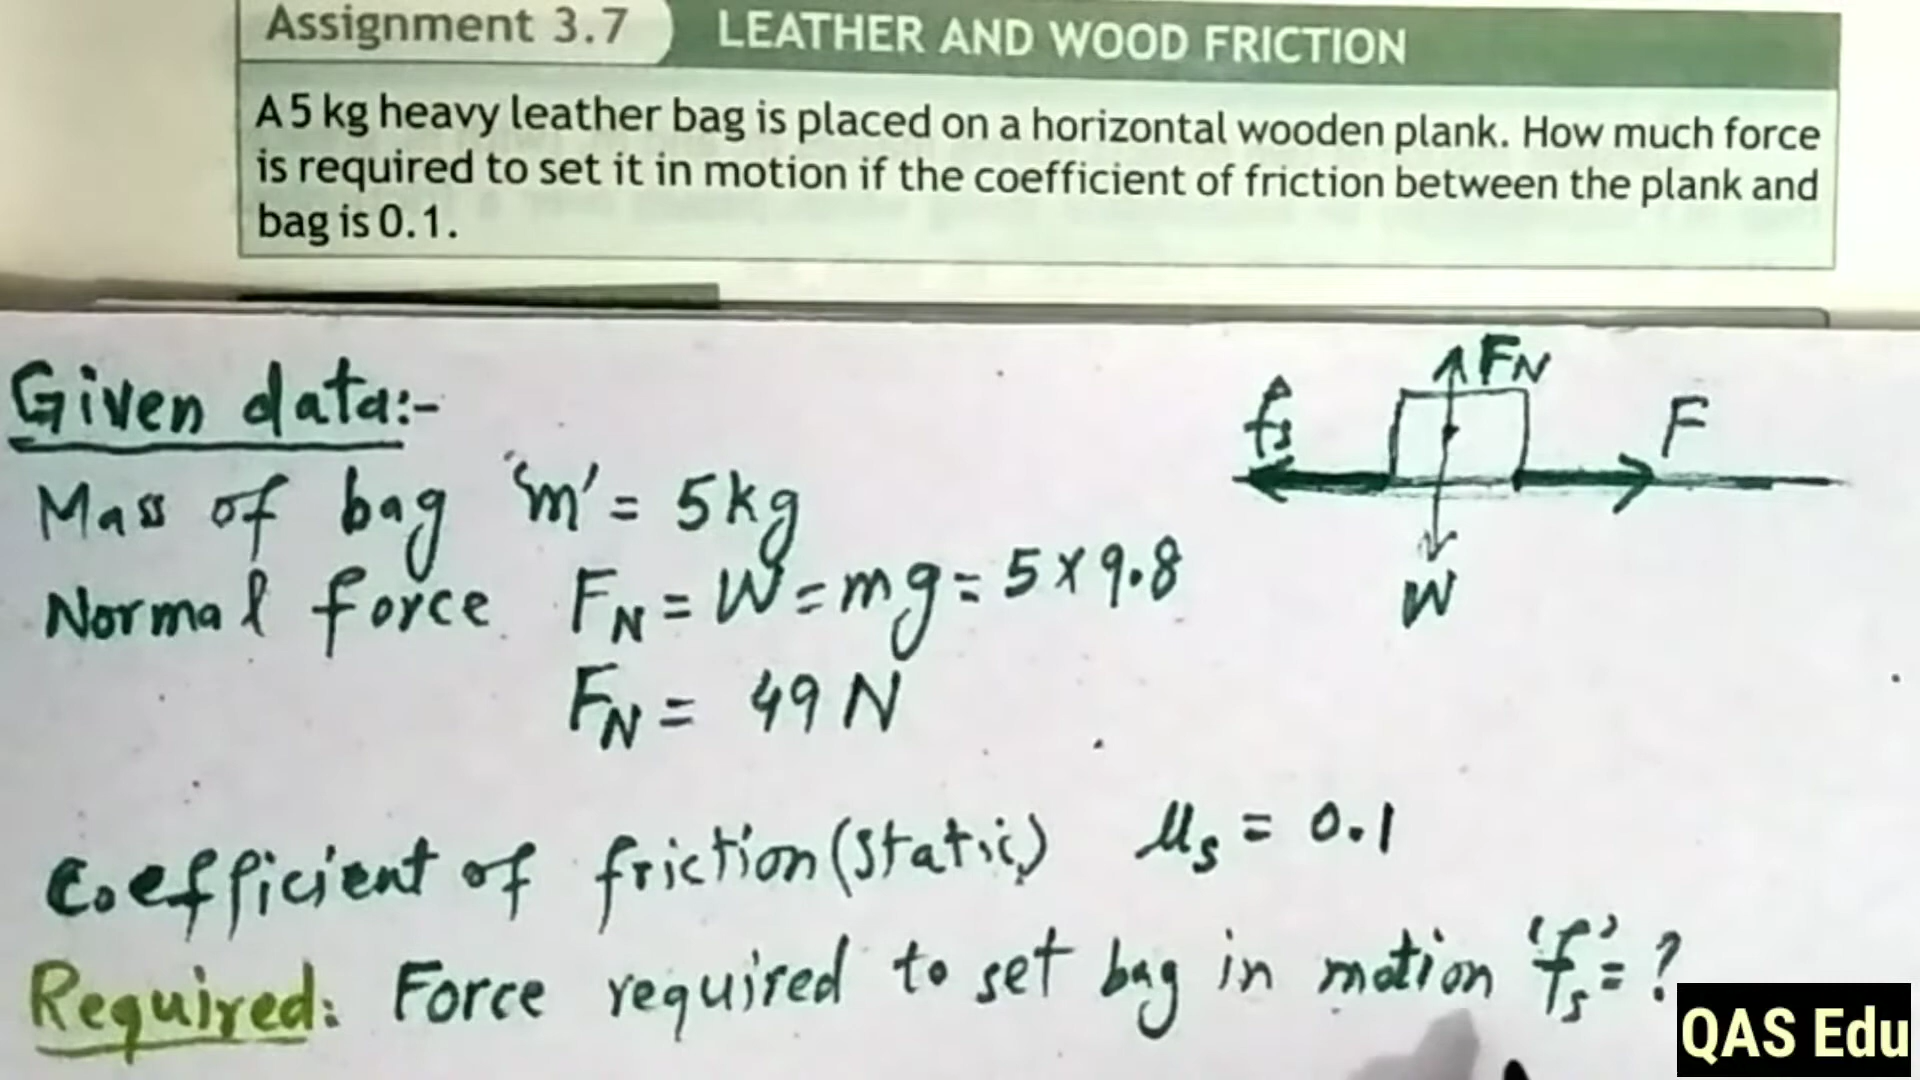 Assignment 3.7 LEATHER AND WOOD FRICTION
A 5 kg heavy leather bag is placed on a horizontal wooden plank. How much force
is required to set it in motion if the coefficient of friction between the plank and
bag is 0.1.
Given data:-
FN
fs
F
W
Mass of bag 'm' = 5kg
Normal force FN = W = mg = 5 × 9.8
FN = 49 N
Coefficient of friction (static) μs = 0.1
Required: Force required to set bag in motion 'fs' = ?
QAS Edu